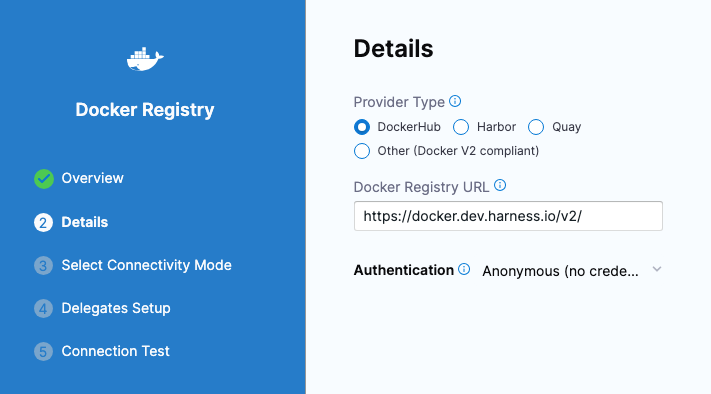 Docker Registry
Overview
2 Details
3 Select Connectivity Mode
4 Delegates Setup
5 Connection Test
Details
Provider Type
DockerHub Harbor Quay
Other (Docker V2 compliant)
Docker Registry URL
https://docker.dev.harness.io/v2/
Authentication Anonymous (no crede...